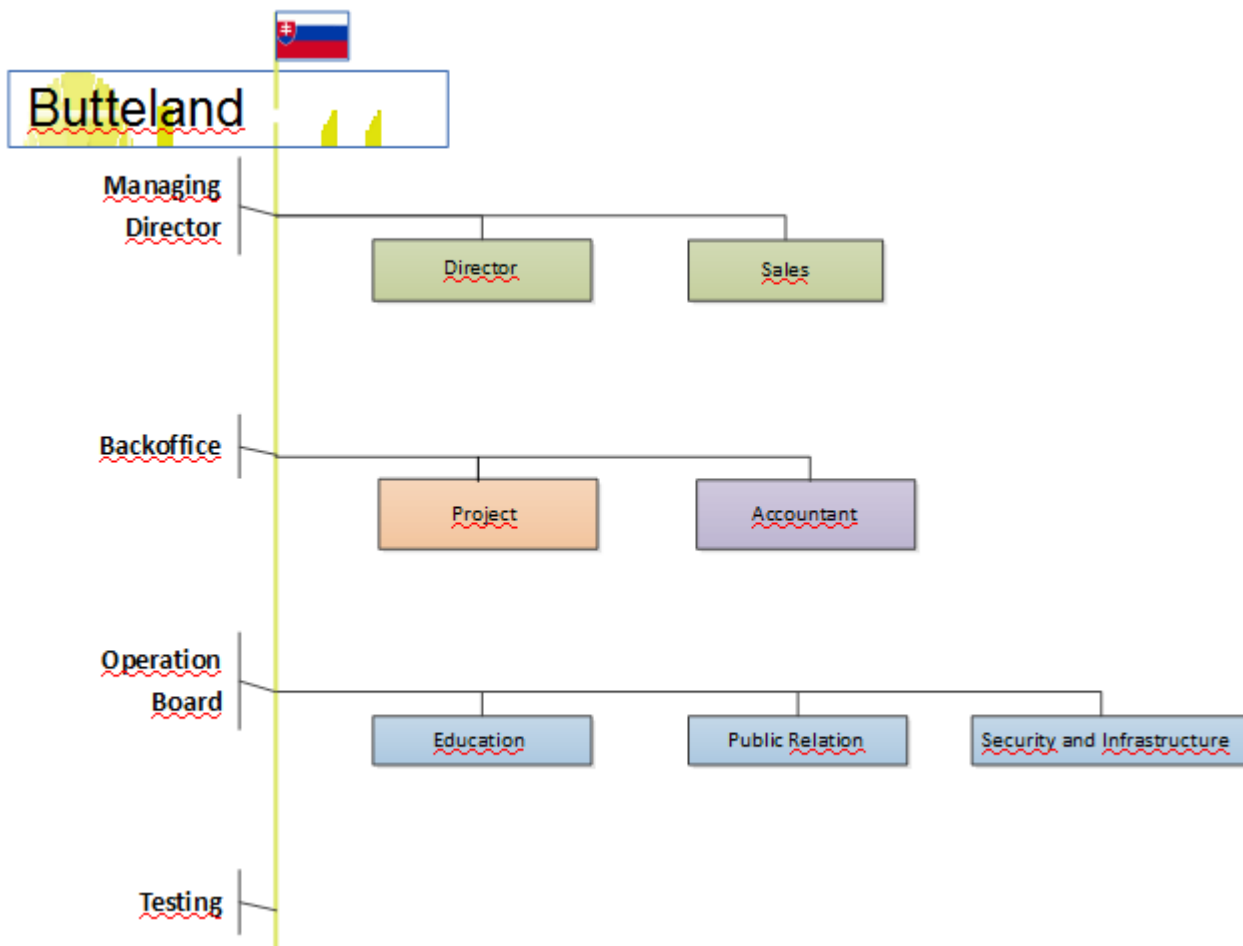 Butteland
Managing
Director
Director
Sales
Backoffice
Project
Accountant
Operation
Board
Education
Public Relation
Security and Infrastructure
Testing